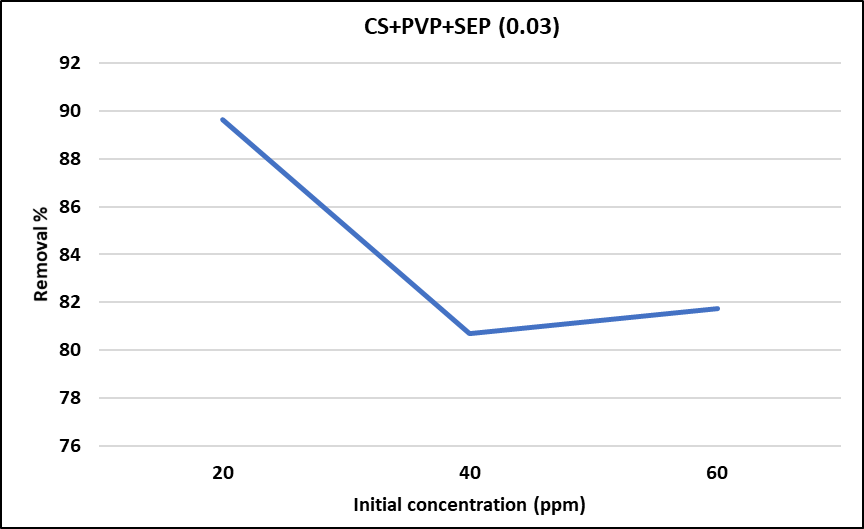 CS+PVP+SEP (0.03)
92
90
88
86
84
82
80
78
76
Removal %
20 40 60
Initial concentration (ppm)